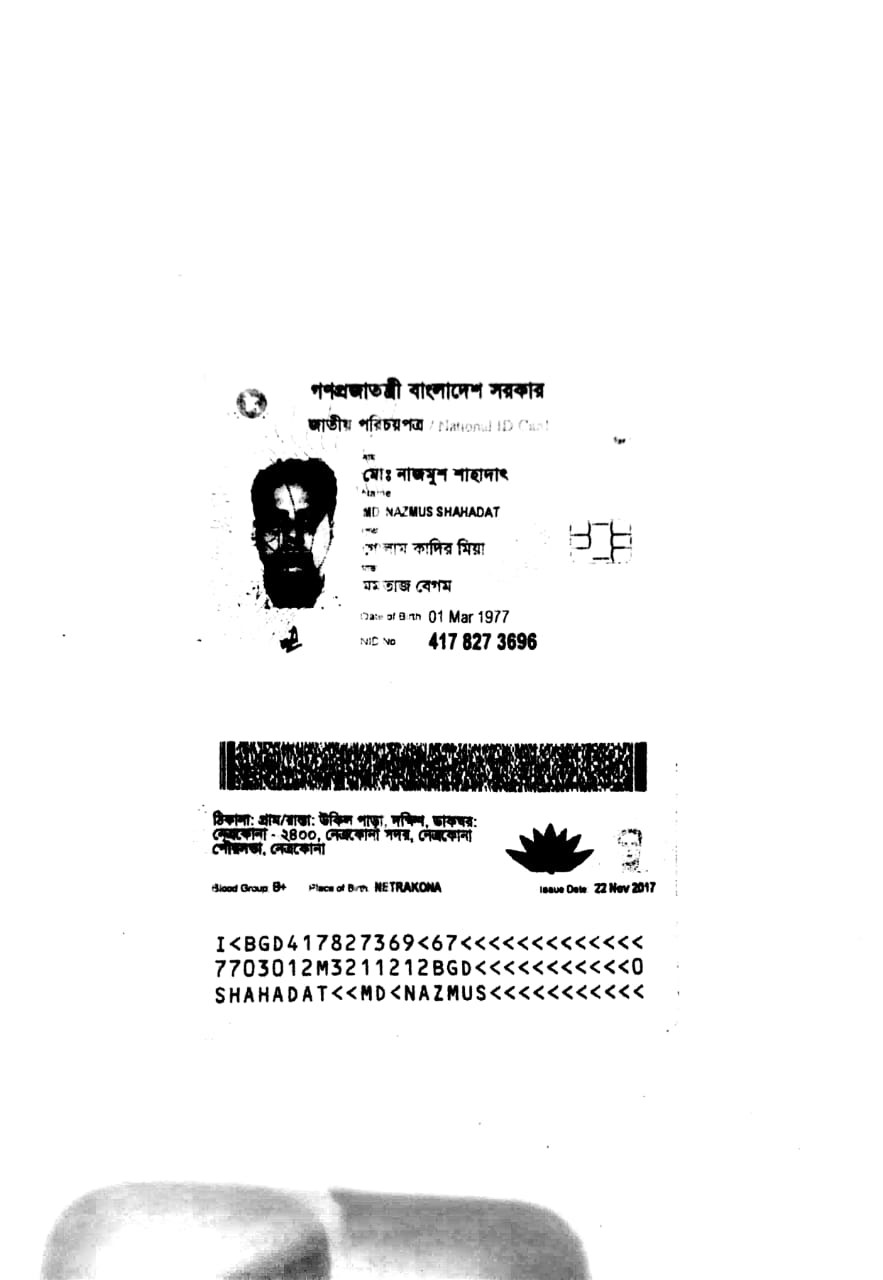 গণপ্রজাতন্ত্রী বাংলাদেশ সরকার
জাতীয় পরিচয়পত্র / National ID Card
নাম
মোঃ নাজমুশ শাহাদাৎ
Name
MD NAZMUS SHAHADAT
গোলাম কাদির মিয়া
মমতাজ বেগম
Date of Birth 01 Mar 1977
NID No 417 827 3696
ঠিকানা: গ্রাম/রাস্তা: উকিল পাড়া, দক্ষিণ, ডাকঘর:
নেত্রকোনা - ২৪০০, নেত্রকোনা সদর, নেত্রকোনা
পৌরসভা, নেত্রকোনা
Blood Group B+ Place of Birth NETRAKONA Issue Date 22 Nov 2017
I<BGD417827369<67<<<<<<<<<<<<<
7703012M3211212BGD<<<<<<<<<<<0
SHAHADAT<<MD<NAZMUS<<<<<<<<<<<